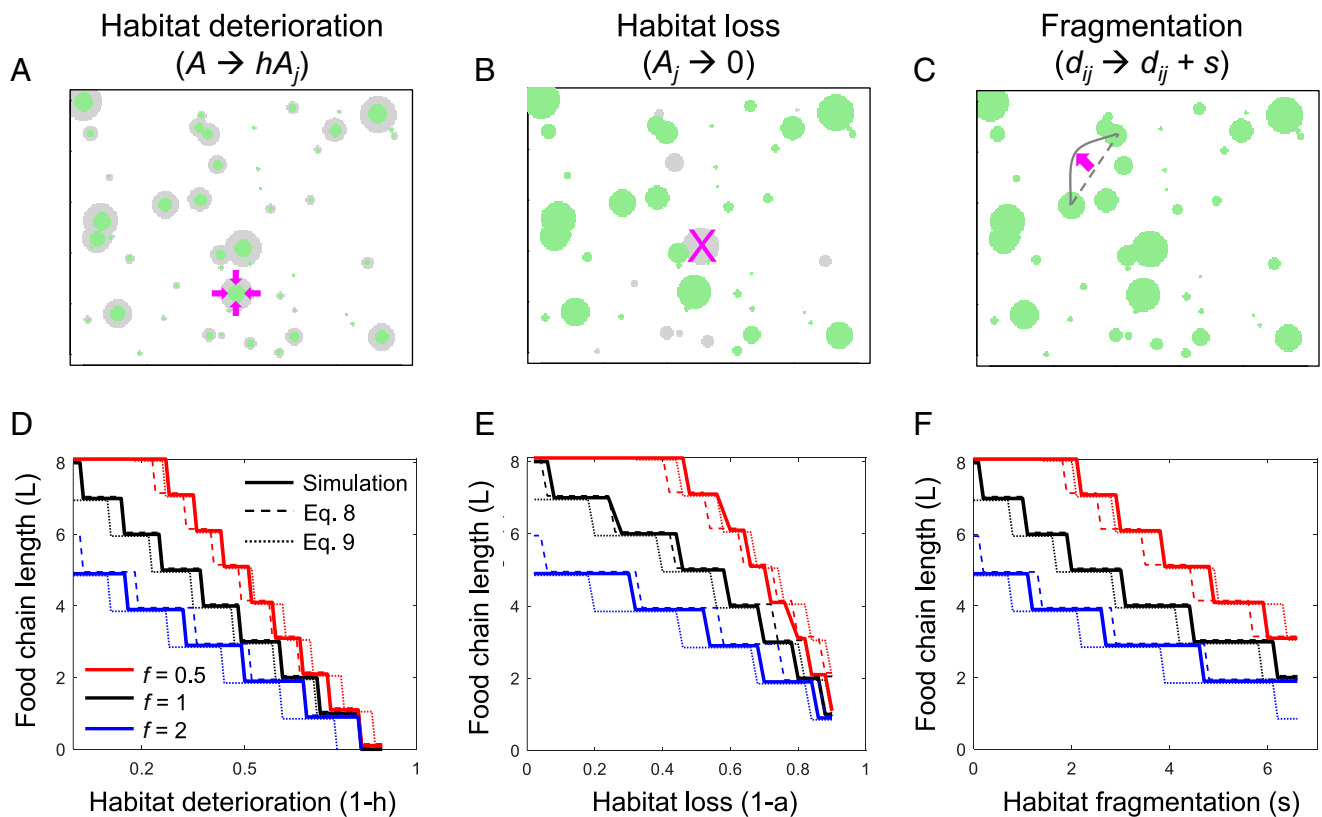 Habitat deterioration
(A → hA_j)
Habitat loss
(A_j → 0)
Fragmentation
(d_ij → d_ij + s)
A
B
C
X
D
E
F
Food chain length (L)
8
6
4
2
0
Simulation
Eq. 8
Eq. 9
f = 0.5
f = 1
f = 2
0.2
0.5
1
Habitat deterioration (1-h)
Food chain length (L)
8
6
4
2
0
0
0.2
0.4
0.6
0.8
1
Habitat loss (1-a)
Food chain length (L)
8
6
4
2
0
0
2
4
6
Habitat fragmentation (s)